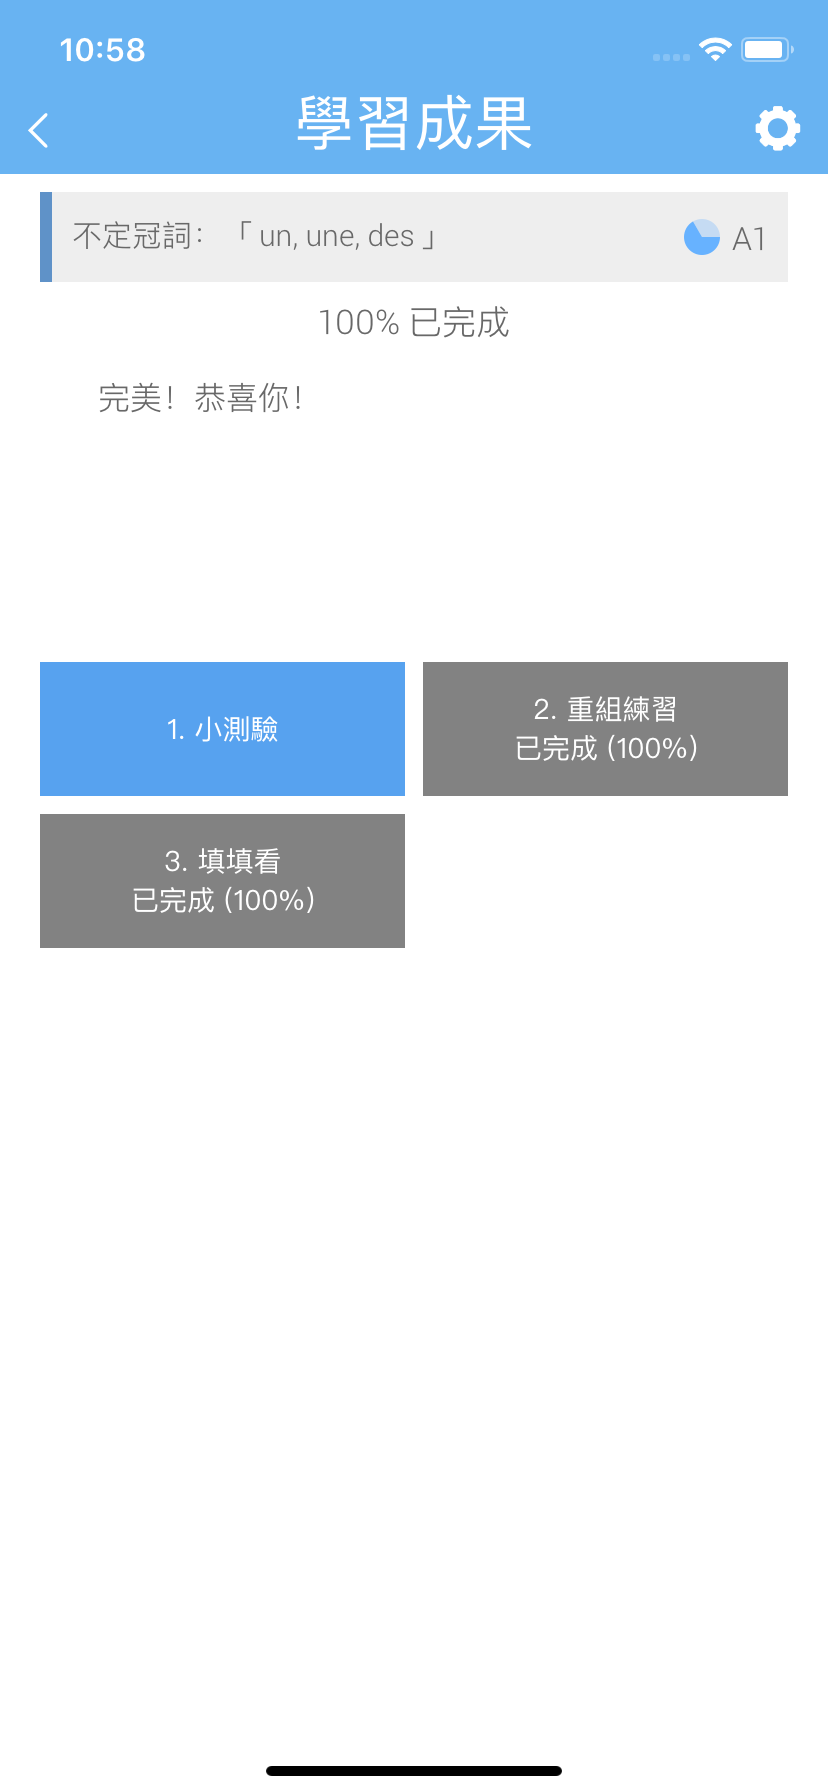 10:58
學習成果
不定冠詞：「 un, une, des 」
A1
100% 已完成
完美！恭喜你！
1. 小測驗
2. 重組練習
已完成 (100%)
3. 填填看
已完成 (100%)